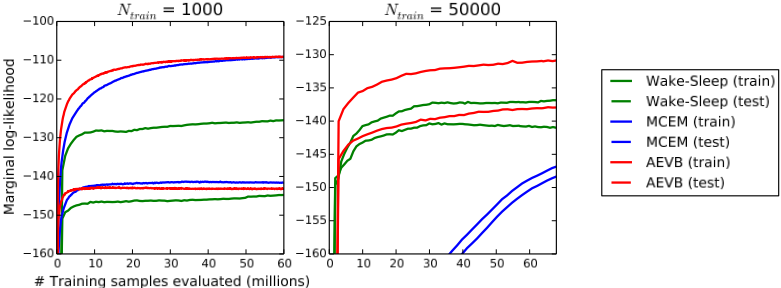 N_train = 1000
N_train = 50000
Marginal log-likelihood
−100
−110
−120
−130
−140
−150
−160
0 10 20 30 40 50 60
−125
−130
−135
−140
−145
−150
−155
−160
0 10 20 30 40 50 60
# Training samples evaluated (millions)
Wake-Sleep (train)
Wake-Sleep (test)
MCEM (train)
MCEM (test)
AEVB (train)
AEVB (test)